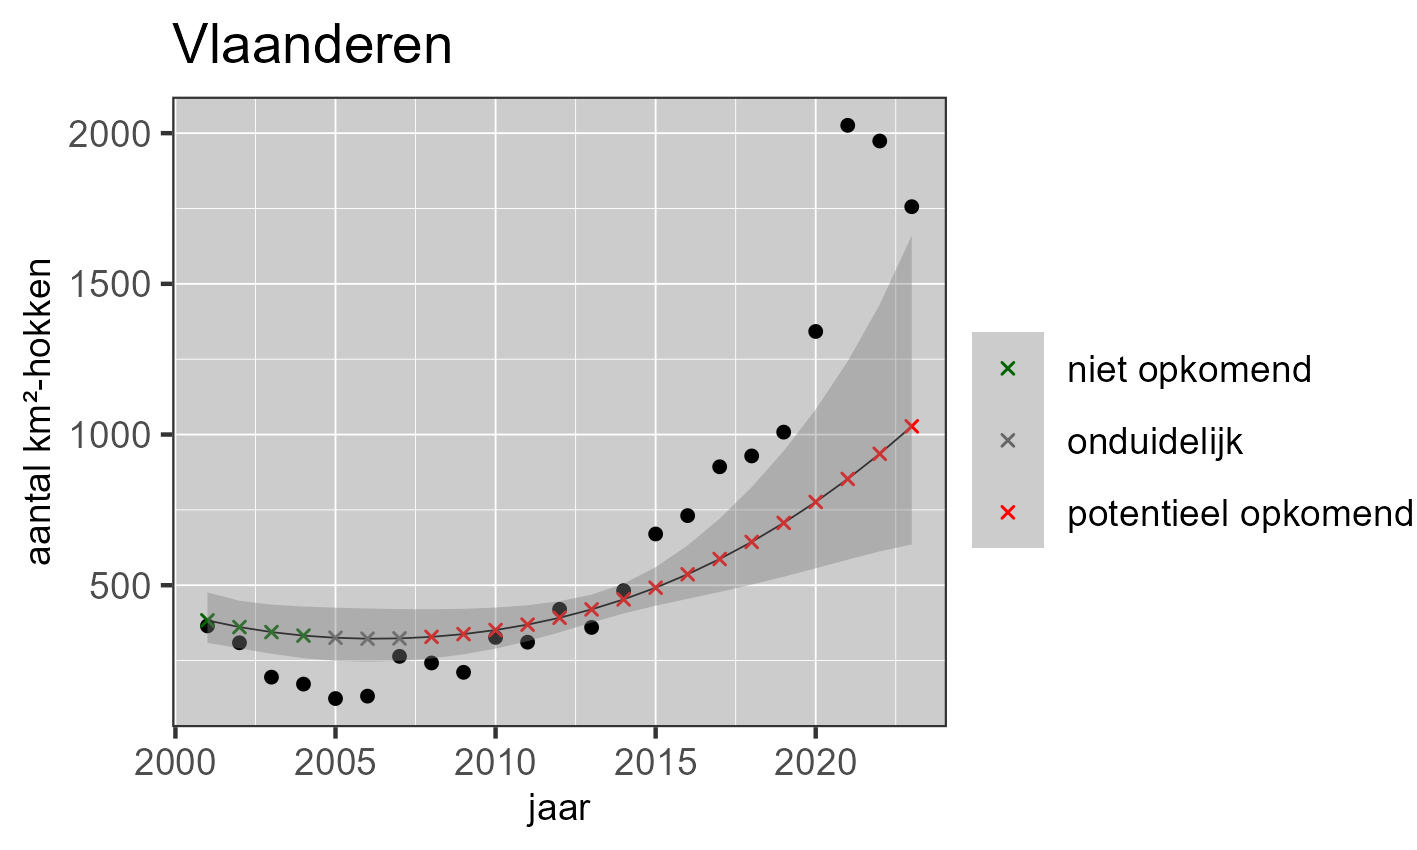 Vlaanderen
2000
1500
1000
500
aantal km²-hokken
2000 2005 2010 2015 2020
jaar
niet opkomend
onduidelijk
potentieel opkomend